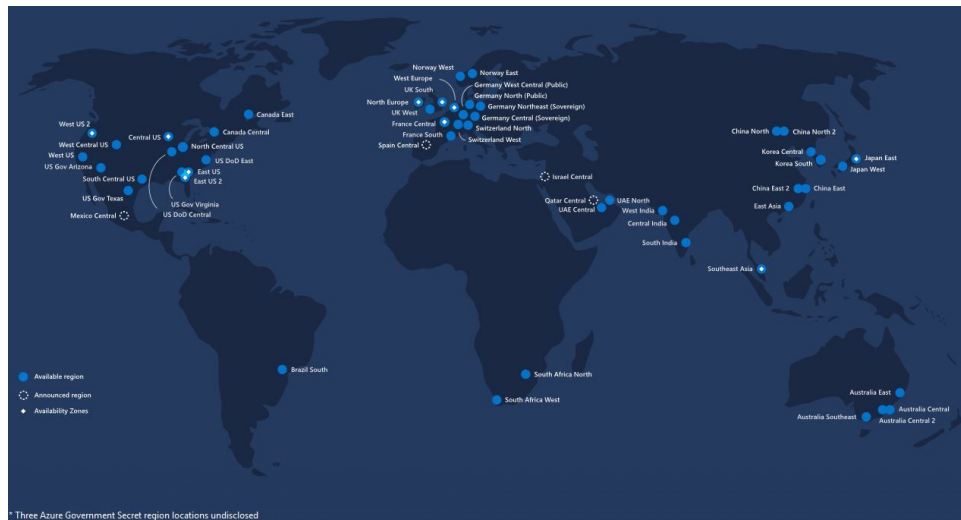 Norway West
Norway East
West Europe
Germany West Central (Public)
UK South
Germany North (Public)
North Europe
Germany Northeast (Sovereign)
UK West
Germany Central (Sovereign)
France Central
Switzerland North
France South
Switzerland West
Spain Central
Canada East
West US 2
Central US
Canada Central
West Central US
North Central US
West US
US DoD East
US Gov Arizona
East US
South Central US
East US 2
US Gov Texas
US Gov Virginia
Mexico Central
US DoD Central
China North
China North 2
Korea Central
Japan East
Korea South
Japan West
Israel Central
Qatar Central
UAE North
UAE Central
West India
China East 2
China East
Central India
East Asia
South India
Southeast Asia
Brazil South
South Africa North
South Africa West
Australia East
Australia Central
Australia Southeast
Australia Central 2
Available region
Announced region
Availability Zones
* Three Azure Government Secret region locations undisclosed